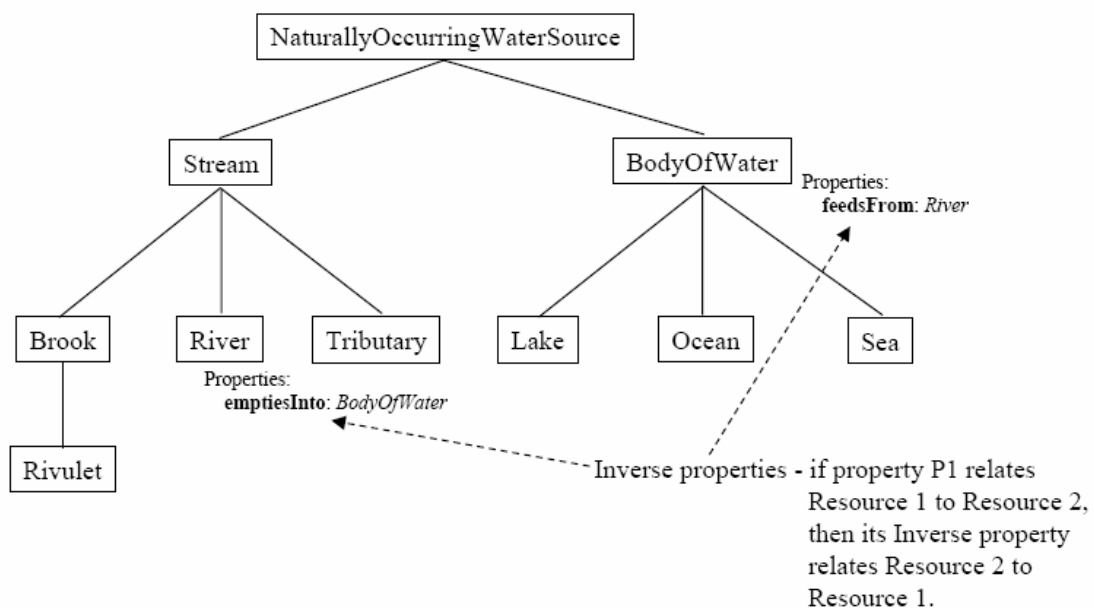 NaturallyOccurringWaterSource
Stream
BodyOfWater
Properties:
feedsFrom: River
Brook
River
Tributary
Lake
Ocean
Sea
Properties:
emptiesInto: BodyOfWater
Rivulet
Inverse properties - if property P1 relates
Resource 1 to Resource 2,
then its Inverse property
relates Resource 2 to
Resource 1.